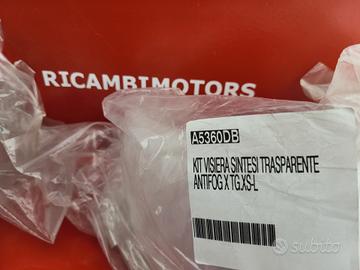 RICAMBIMOTORS
A5360DB
KIT VISIERA SINTESI TRASPARENTE
ANTIFOG X TG.XS-L
subito